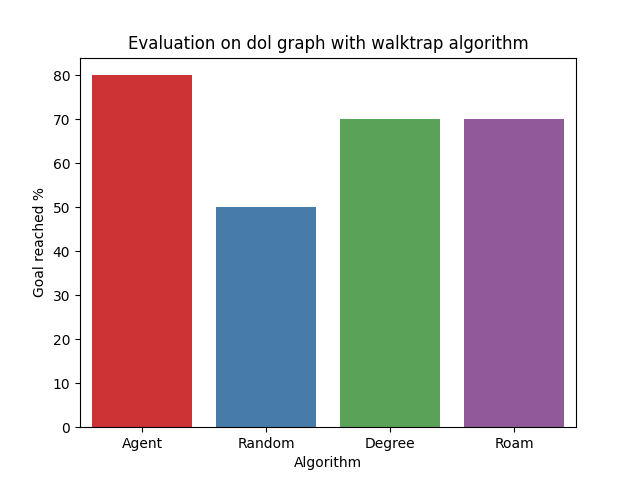 Evaluation on dol graph with walktrap algorithm
Goal reached %
80
70
60
50
40
30
20
10
0
Agent Random Degree Roam
Algorithm